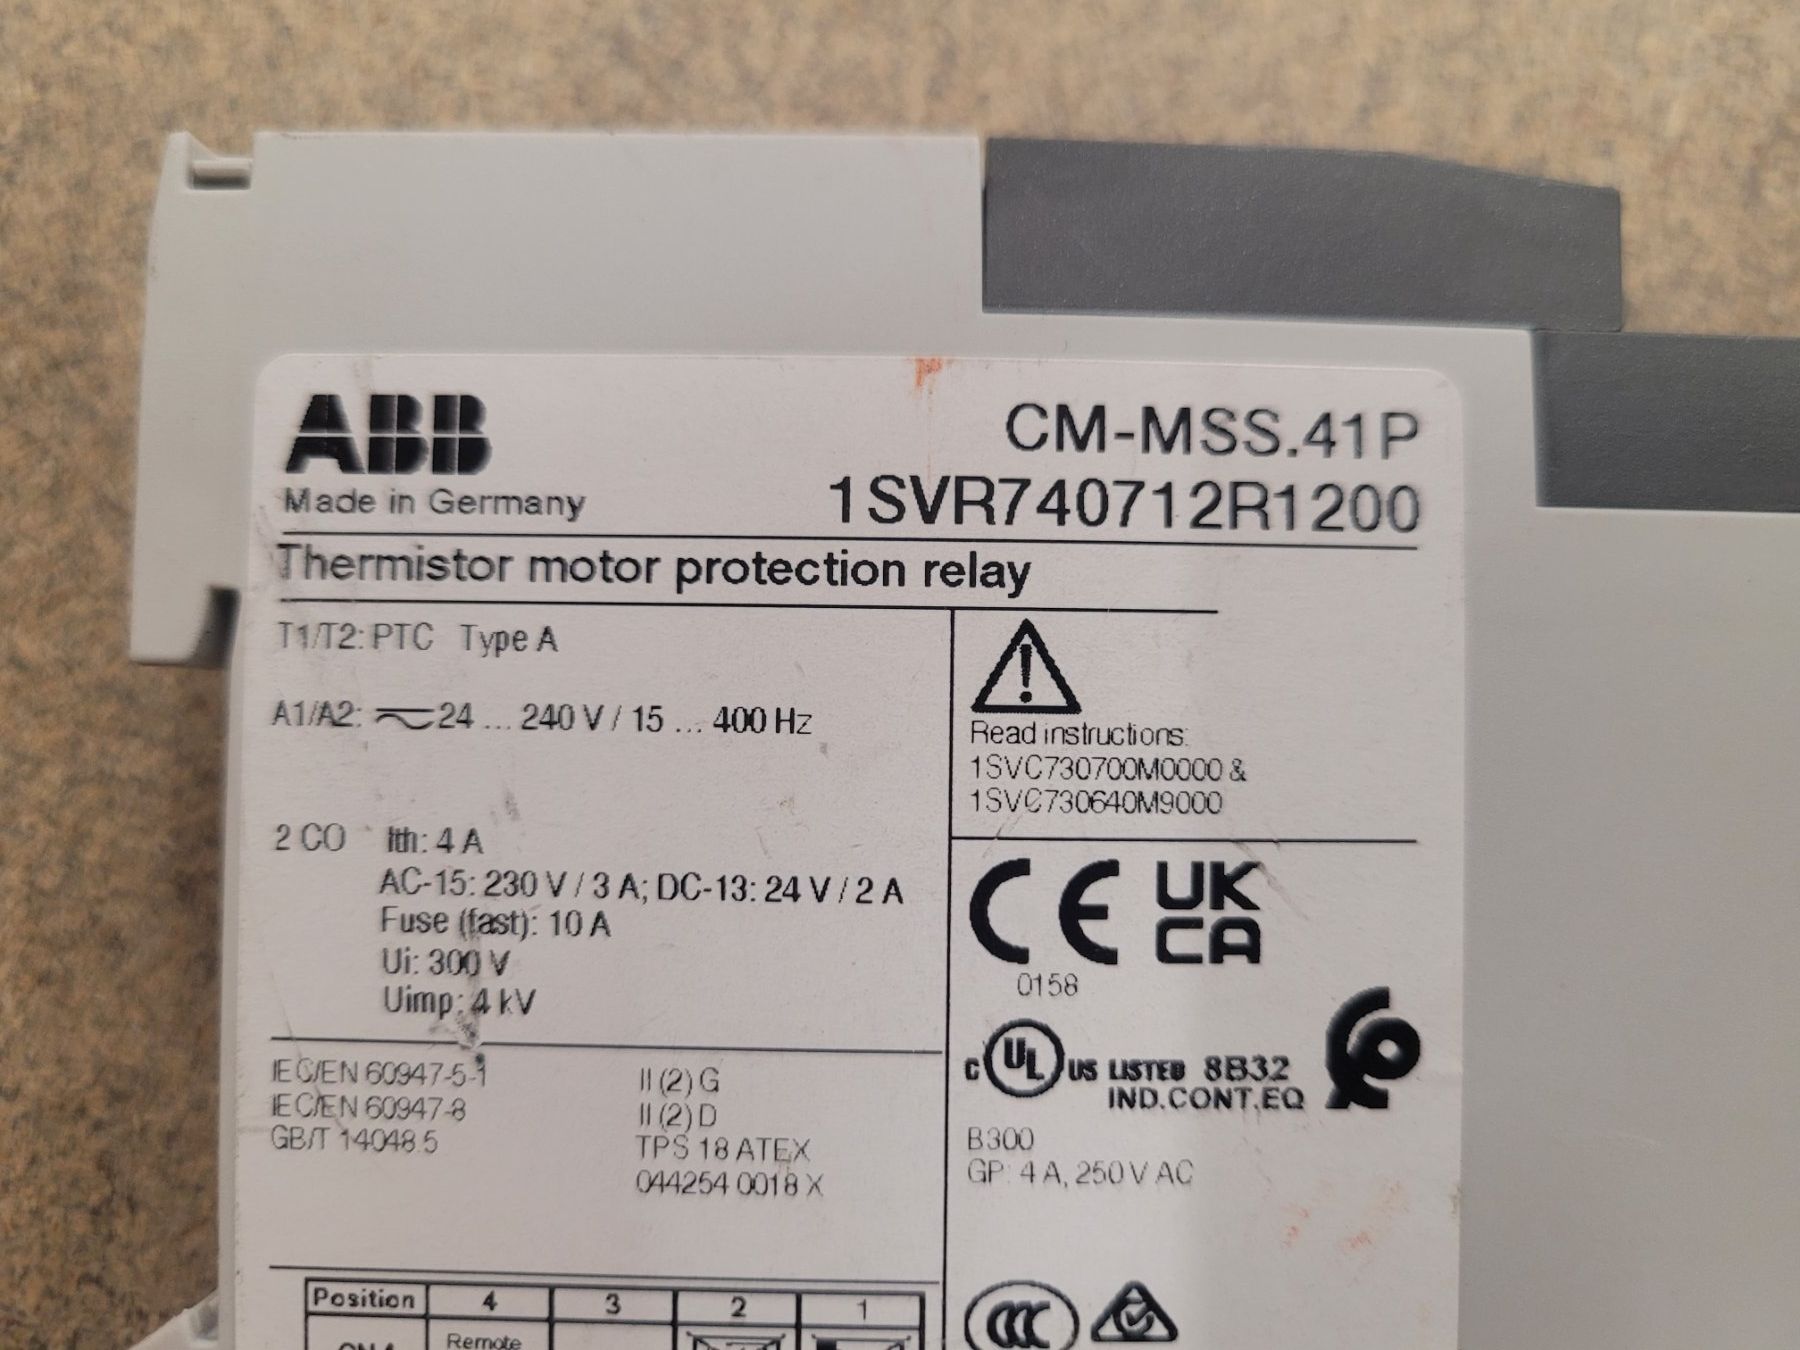 ABB
CM-MSS.41P
Made in Germany
1SVR740712R1200
Thermistor motor protection relay
T1/T2: PTC Type A
A1/A2: 24 ... 240 V / 15 ... 400 Hz
2 CO Ith: 4 A
AC-15: 230 V / 3 A; DC-13: 24 V / 2 A
Fuse (fast): 10 A
Ui: 300 V
Uimp: 4 kV
Read instructions:
1SVC730700M0000 &
1SVC730640M9000
CE
UK
CA
0158
c UL US LISTED 8B32
IND.CONT.EQ
B300
GP: 4 A, 250 V AC
IEC/EN 60947-5-1
IEC/EN 60947-8
GB/T 14048.5
II (2) G
II (2) D
TPS 18 ATEX
044254 0018 X
Position 4 3 2 1
Remote
CCC